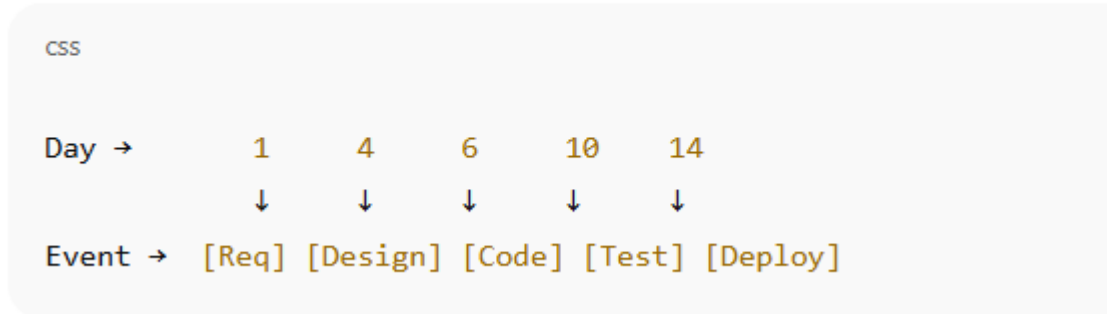 css
Day → 1 4 6 10 14
↓ ↓ ↓ ↓ ↓
Event → [Req] [Design] [Code] [Test] [Deploy]